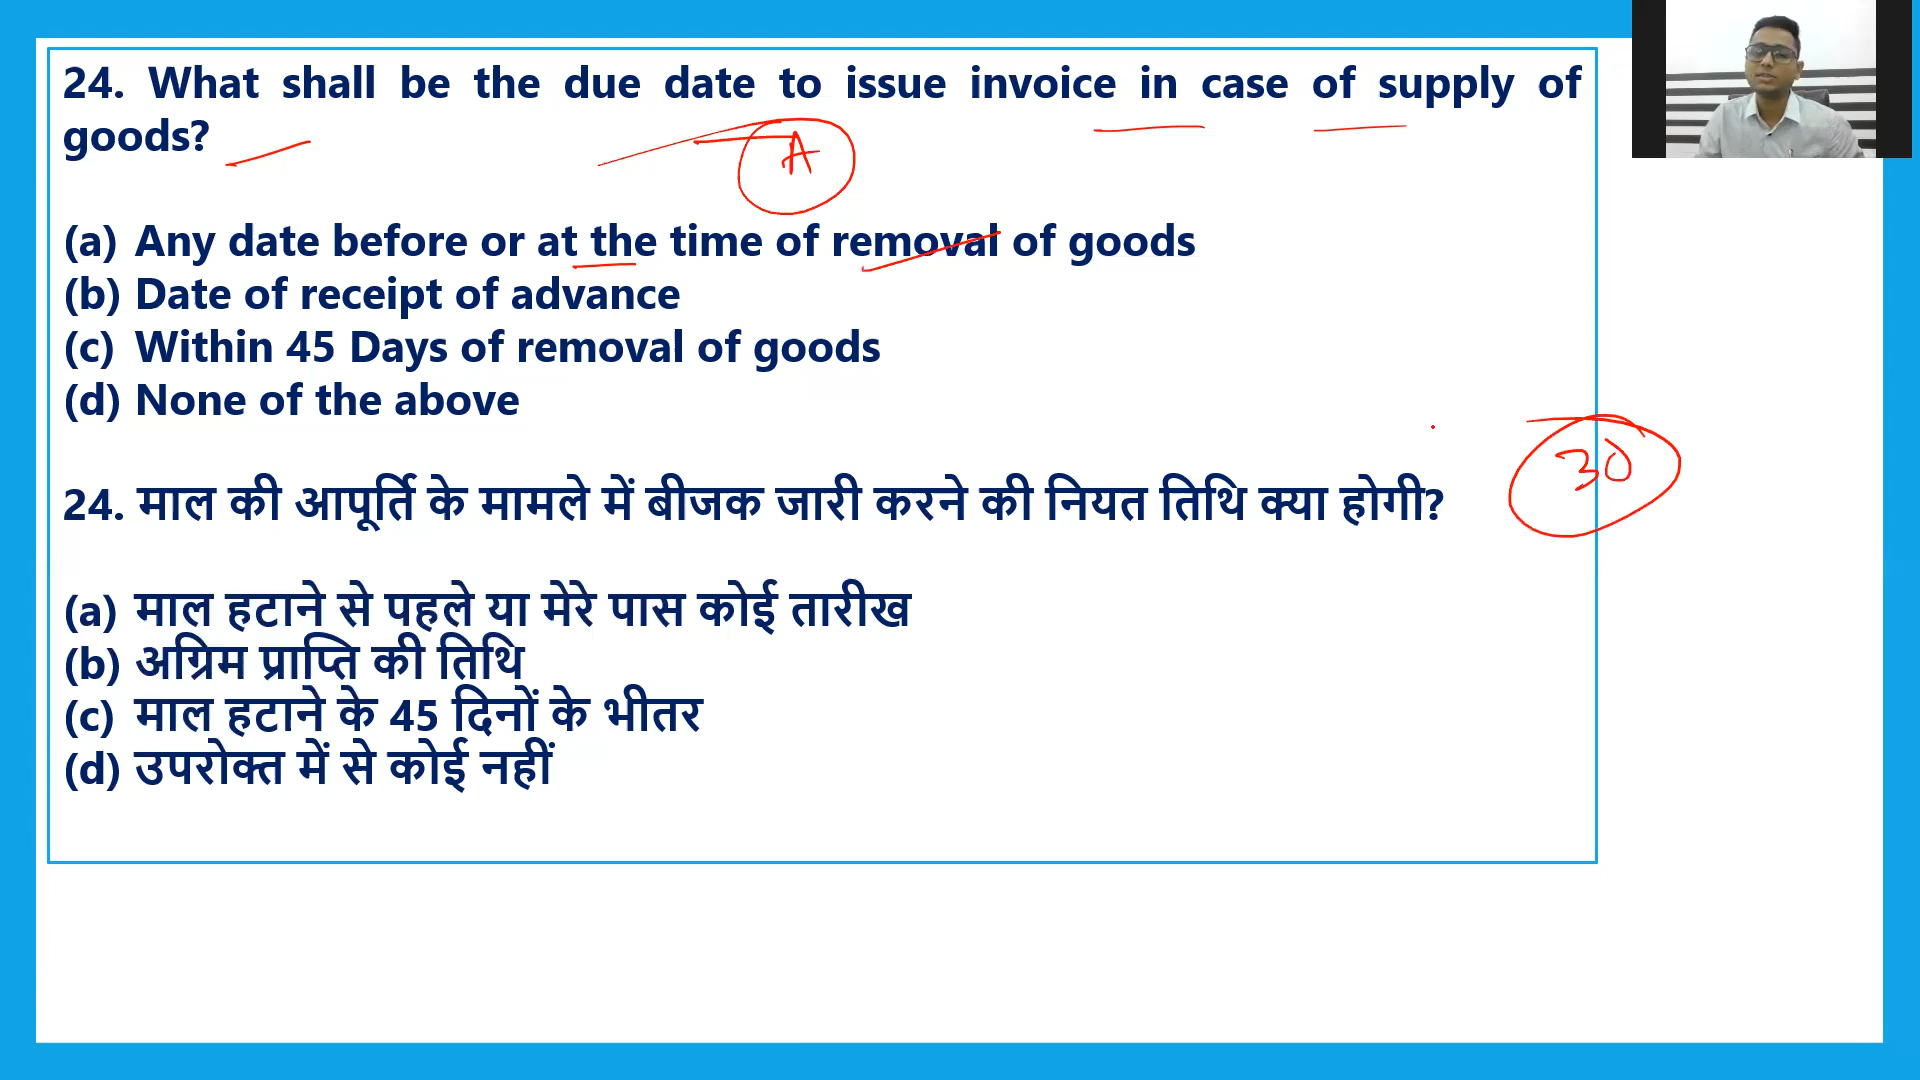 24. What shall be the due date to issue invoice in case of supply of
goods?
A
(a) Any date before or at the time of removal of goods
(b) Date of receipt of advance
(c) Within 45 Days of removal of goods
(d) None of the above
30
24. माल की आपूर्ति के मामले में बीजक जारी करने की नियत तिथि क्या होगी?
(a) माल हटाने से पहले या मेरे पास कोई तारीख
(b) अग्रिम प्राप्ति की तिथि
(c) माल हटाने के 45 दिनों के भीतर
(d) उपरोक्त में से कोई नहीं